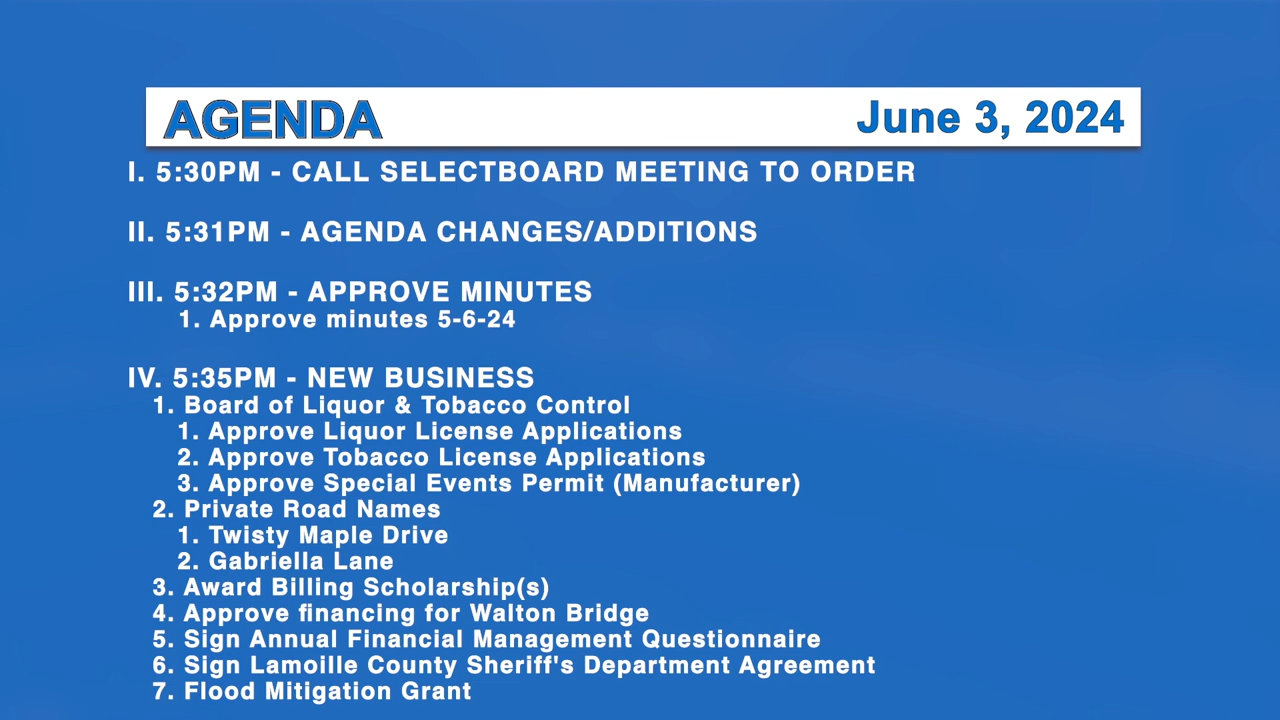 AGENDA June 3, 2024
I. 5:30PM - CALL SELECTBOARD MEETING TO ORDER
II. 5:31PM - AGENDA CHANGES/ADDITIONS
III. 5:32PM - APPROVE MINUTES
1. Approve minutes 5-6-24
IV. 5:35PM - NEW BUSINESS
1. Board of Liquor & Tobacco Control
1. Approve Liquor License Applications
2. Approve Tobacco License Applications
3. Approve Special Events Permit (Manufacturer)
2. Private Road Names
1. Twisty Maple Drive
2. Gabriella Lane
3. Award Billing Scholarship(s)
4. Approve financing for Walton Bridge
5. Sign Annual Financial Management Questionnaire
6. Sign Lamoille County Sheriff's Department Agreement
7. Flood Mitigation Grant